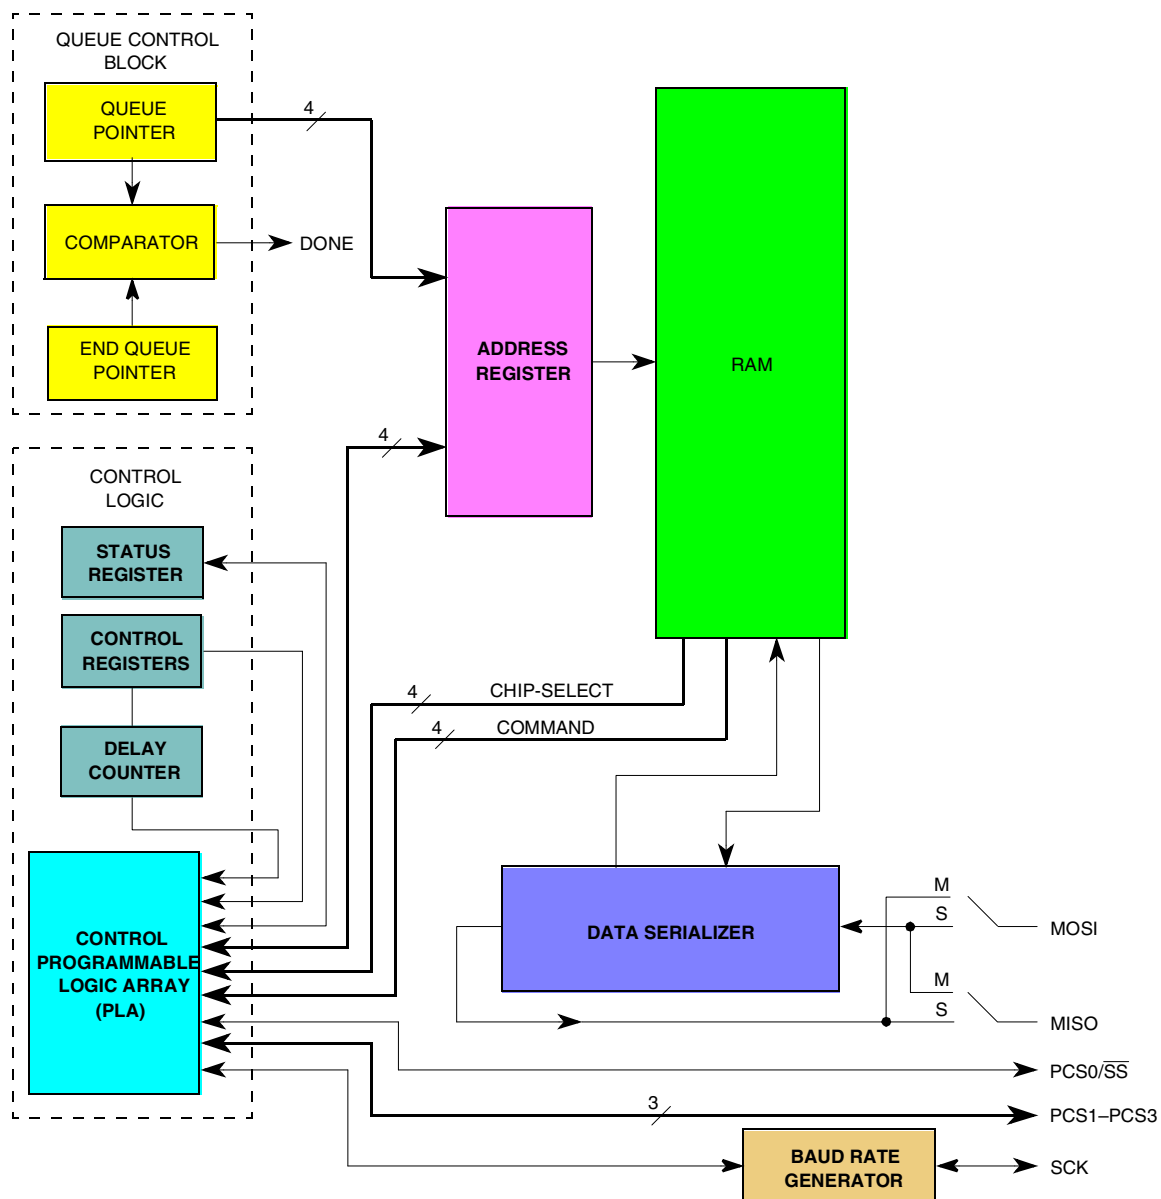 QUEUE CONTROL
BLOCK
QUEUE
POINTER
4
COMPARATOR
DONE
END QUEUE
POINTER
ADDRESS
REGISTER
RAM
4
CONTROL
LOGIC
STATUS
REGISTER
CONTROL
REGISTERS
4
CHIP-SELECT
4
COMMAND
DELAY
COUNTER
CONTROL
PROGRAMMABLE
LOGIC ARRAY
(PLA)
DATA SERIALIZER
M
S
MOSI
M
S
MISO
PCS0/S̅S̅
3
PCS1–PCS3
BAUD RATE
GENERATOR
SCK